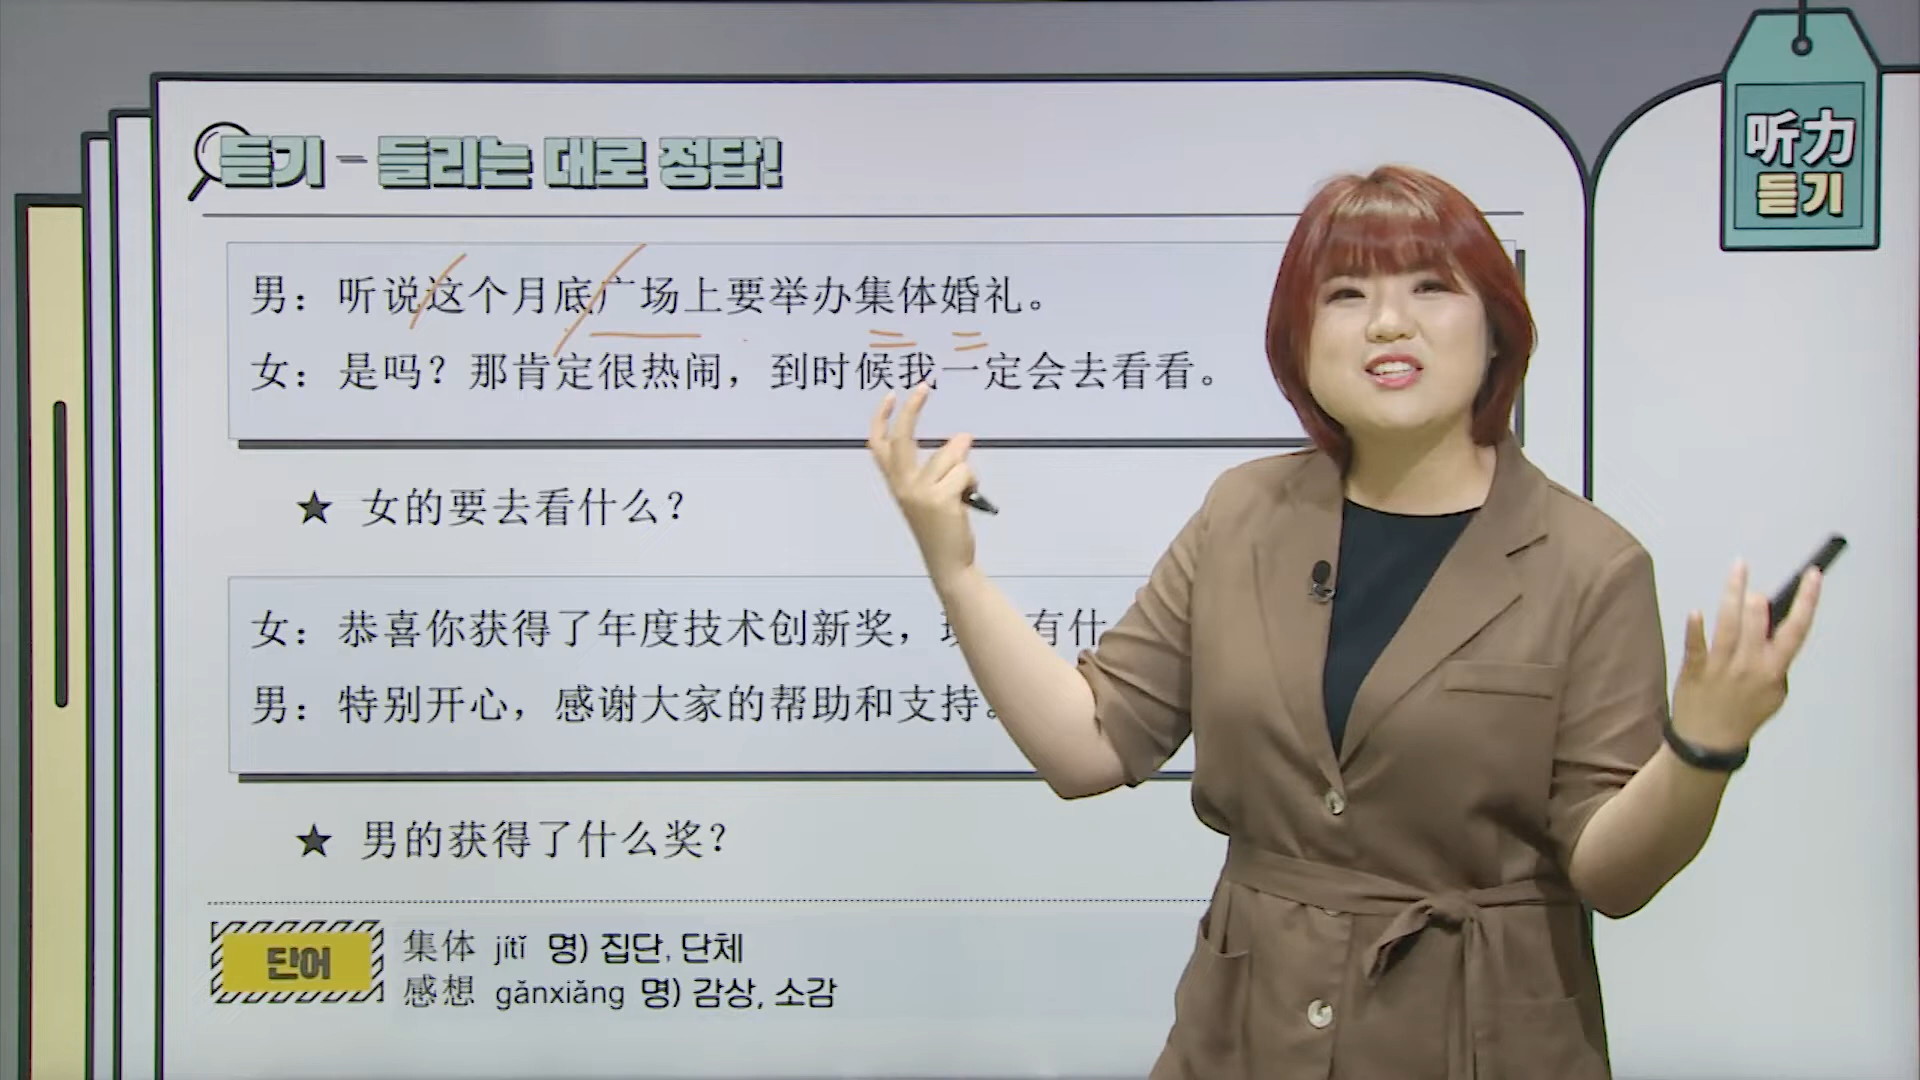 듣기 - 들리는 대로 정답!
听力
듣기
男：听说这个月底广场上要举办集体婚礼。
女：是吗？那肯定很热闹，到时候我一定会去看看。
★ 女的要去看什么？
女：恭喜你获得了年度技术创新奖，有什
男：特别开心，感谢大家的帮助和支持。
★ 男的获得了什么奖？
단어
集体 jítǐ 명) 집단, 단체
感想 gǎnxiǎng 명) 감상, 소감